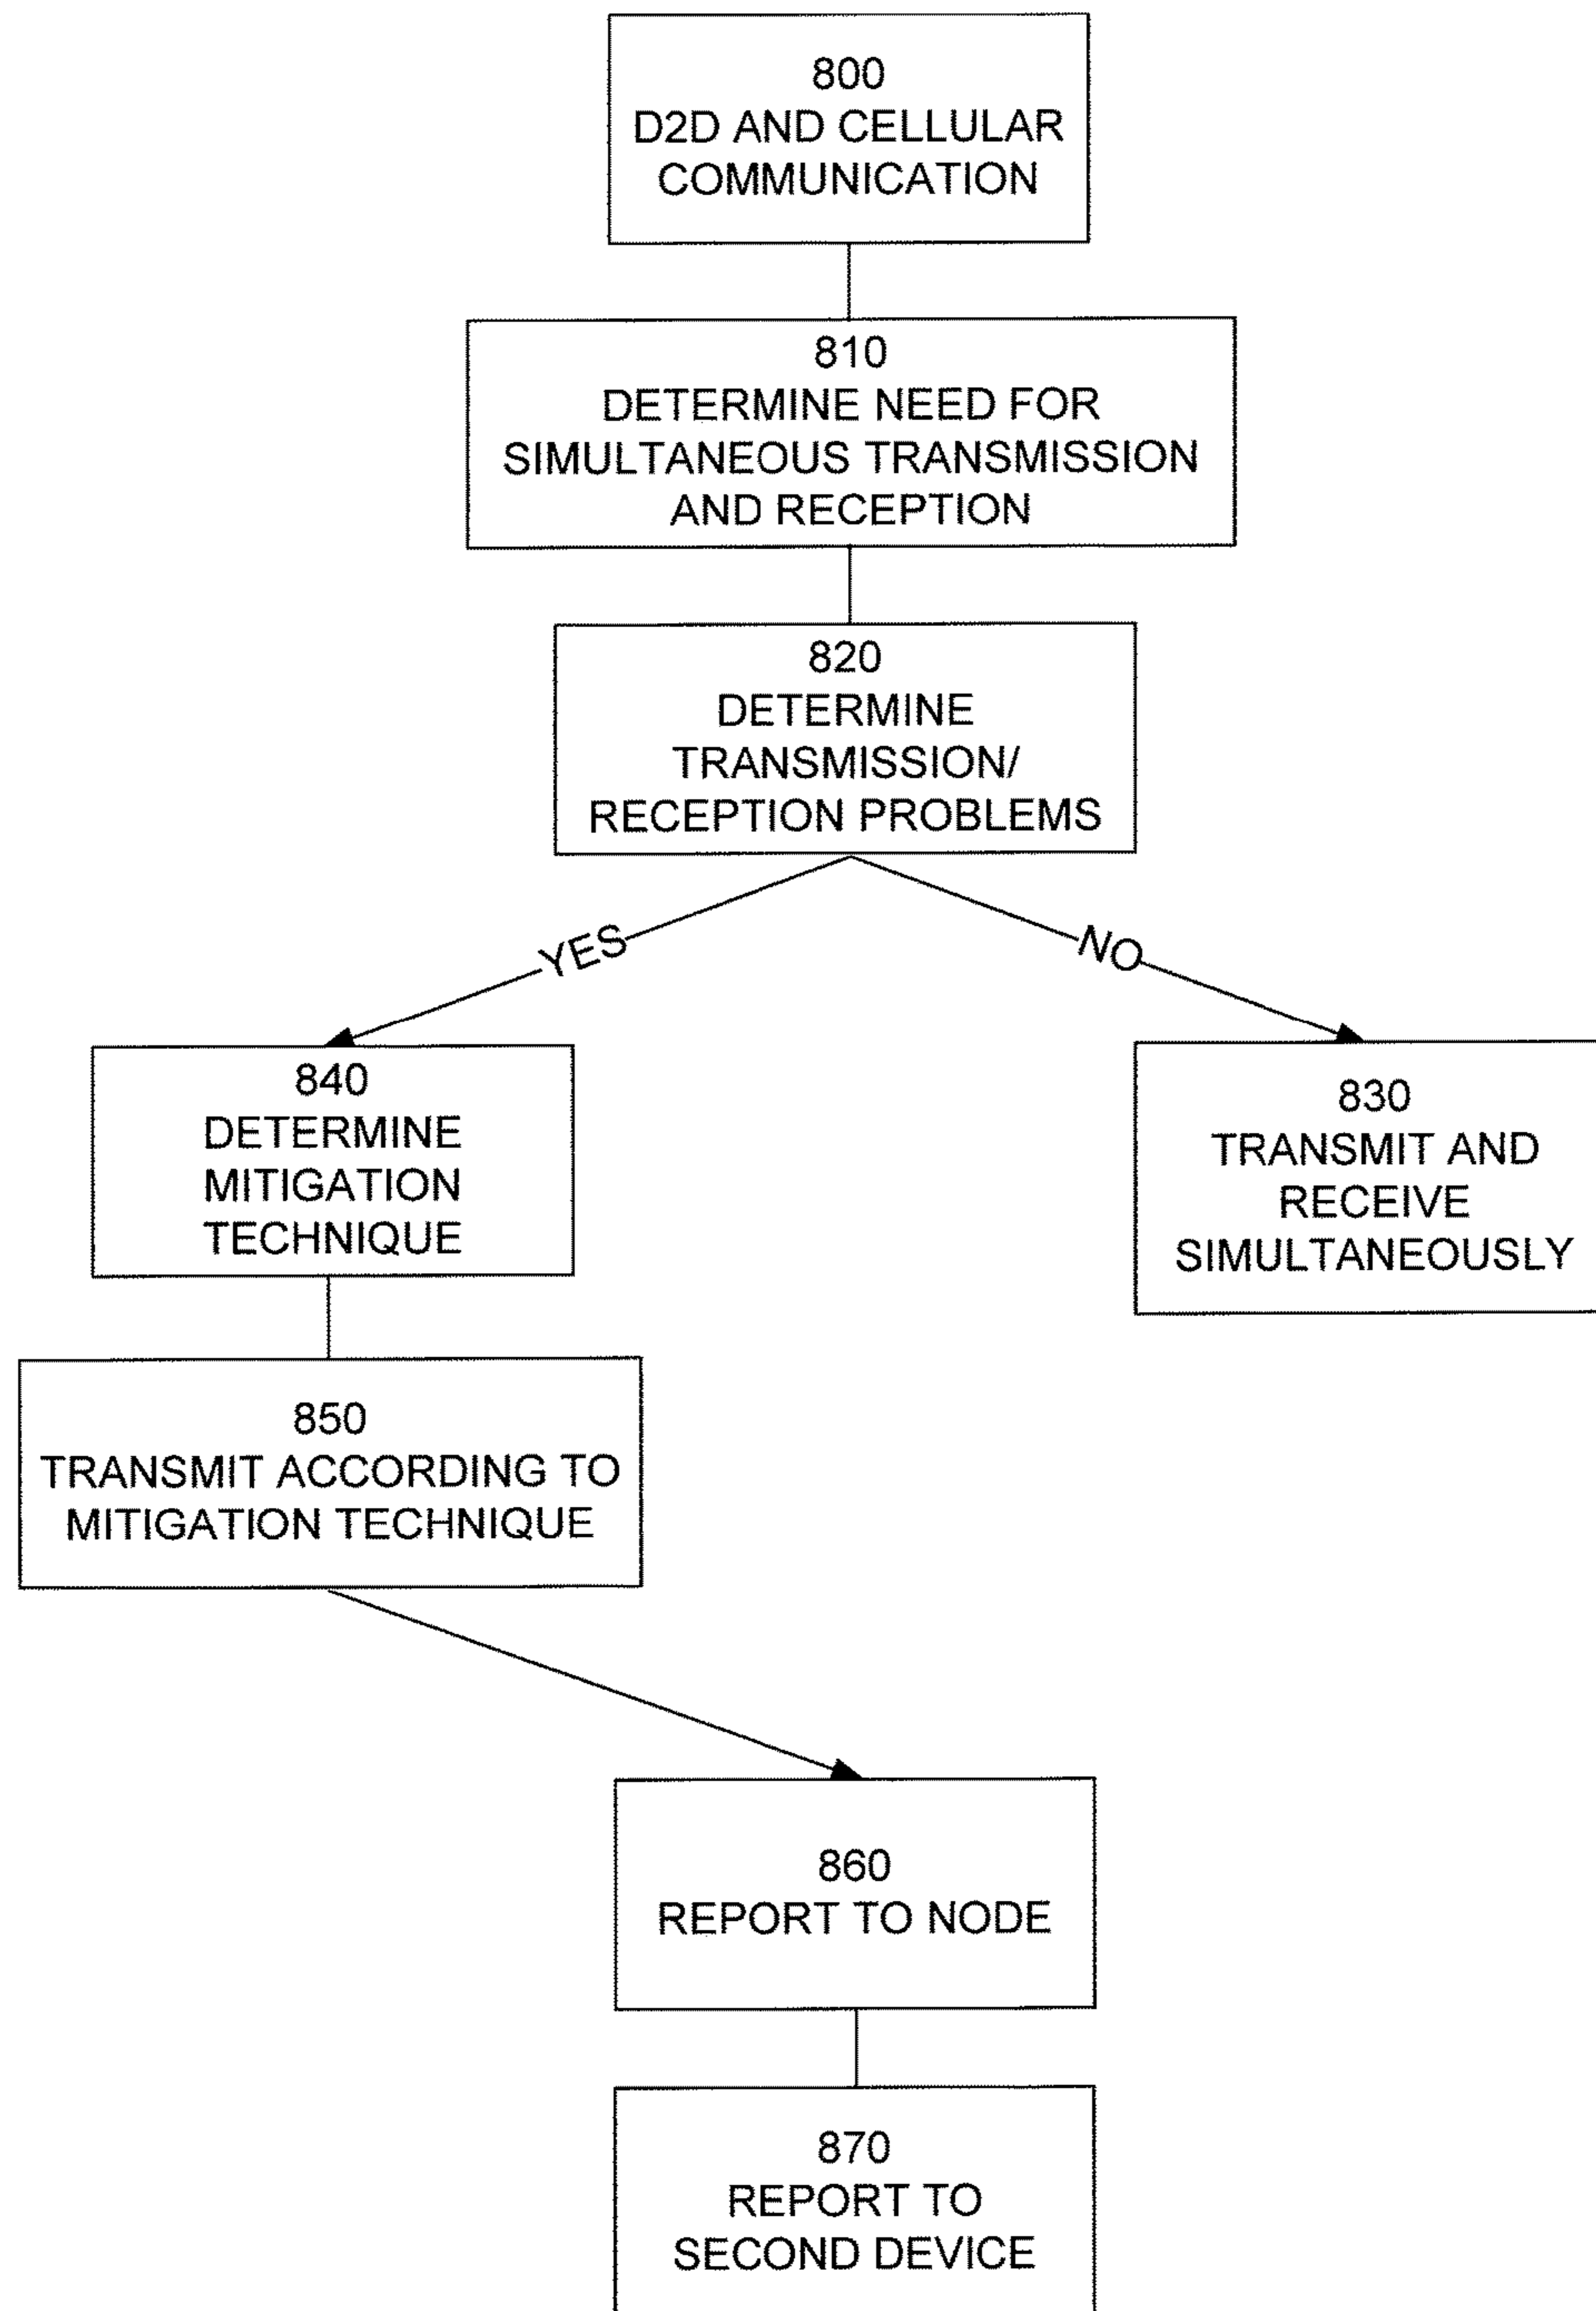 800
D2D AND CELLULAR
COMMUNICATION
810
DETERMINE NEED FOR
SIMULTANEOUS TRANSMISSION
AND RECEPTION
820
DETERMINE
TRANSMISSION/
RECEPTION PROBLEMS
YES
NO
840
DETERMINE
MITIGATION
TECHNIQUE
830
TRANSMIT AND
RECEIVE
SIMULTANEOUSLY
850
TRANSMIT ACCORDING TO
MITIGATION TECHNIQUE
860
REPORT TO NODE
870
REPORT TO
SECOND DEVICE